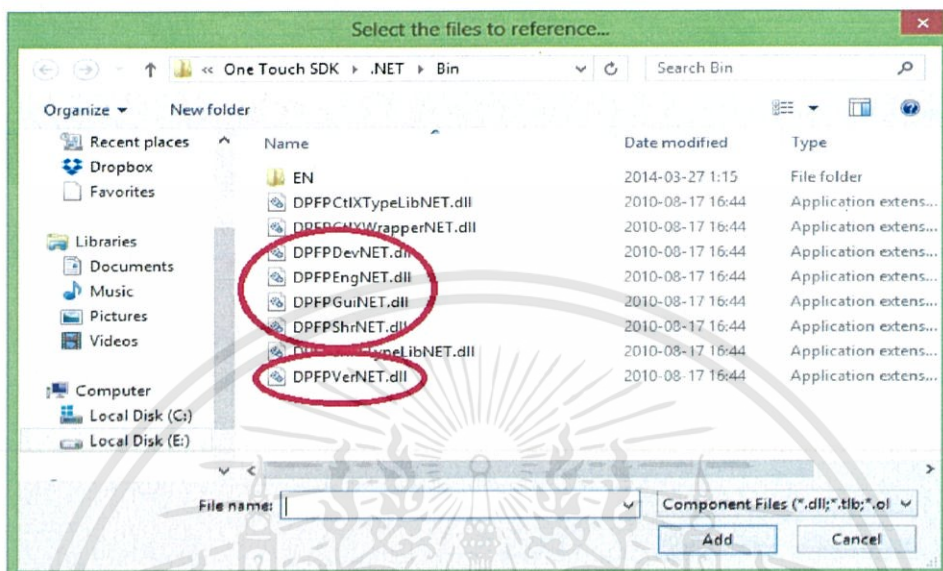 Select the files to reference...
« One Touch SDK ▸ .NET ▸ Bin
Search Bin
Organize
New folder
Recent places
Dropbox
Favorites
Libraries
Documents
Music
Pictures
Videos
Computer
Local Disk (C:)
Local Disk (E:)
Name Date modified Type
EN 2014-03-27 1:15 File folder
DPFPCtlXTypeLibNET.dll 2010-08-17 16:44 Application extens...
DPFPCtlXWrapperNET.dll 2010-08-17 16:44 Application extens...
DPFPDevNET.dll 2010-08-17 16:44 Application extens...
DPFPEngNET.dll 2010-08-17 16:44 Application extens...
DPFPGuiNET.dll 2010-08-17 16:44 Application extens...
DPFPShrNET.dll 2010-08-17 16:44 Application extens...
2010-08-17 16:44 Application extens...
DPFPVerNET.dll 2010-08-17 16:44 Application extens...
File name:
Component Files (*.dll;*.tlb;*.ol
Add
Cancel